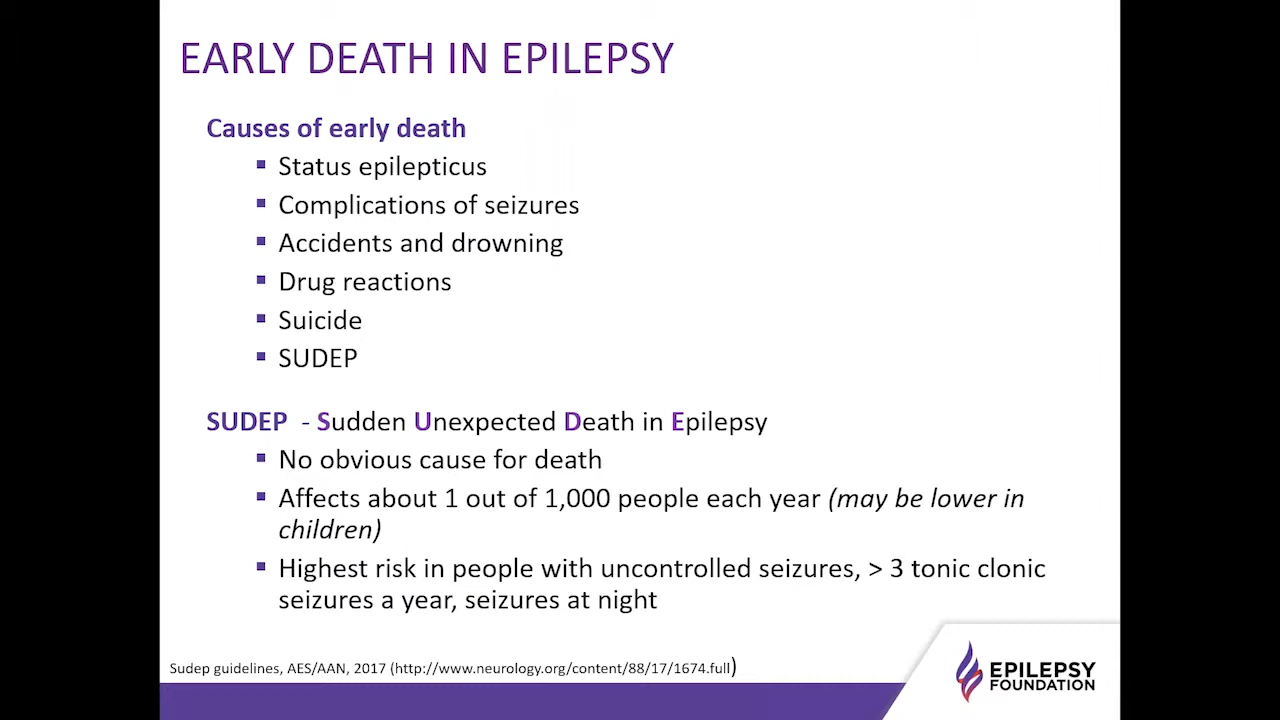 EARLY DEATH IN EPILEPSY
Causes of early death
▪ Status epilepticus
▪ Complications of seizures
▪ Accidents and drowning
▪ Drug reactions
▪ Suicide
▪ SUDEP
SUDEP - Sudden Unexpected Death in Epilepsy
▪ No obvious cause for death
▪ Affects about 1 out of 1,000 people each year (may be lower in
children)
▪ Highest risk in people with uncontrolled seizures, > 3 tonic clonic
seizures a year, seizures at night
Sudep guidelines, AES/AAN, 2017 (http://www.neurology.org/content/88/17/1674.full)
EPILEPSY
FOUNDATION